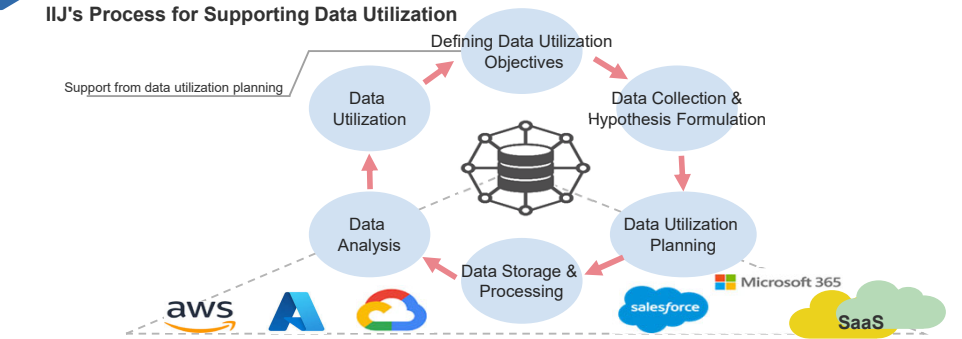 IIJ's Process for Supporting Data Utilization
Defining Data Utilization
Objectives
Support from data utilization planning
Data
Utilization
Data Collection &
Hypothesis Formulation
Data
Analysis
Data Utilization
Planning
Data Storage &
Processing
aws
salesforce
Microsoft 365
SaaS